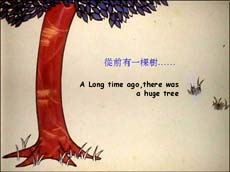 從前有一棵樹……
A Long time ago,there was
a huge tree